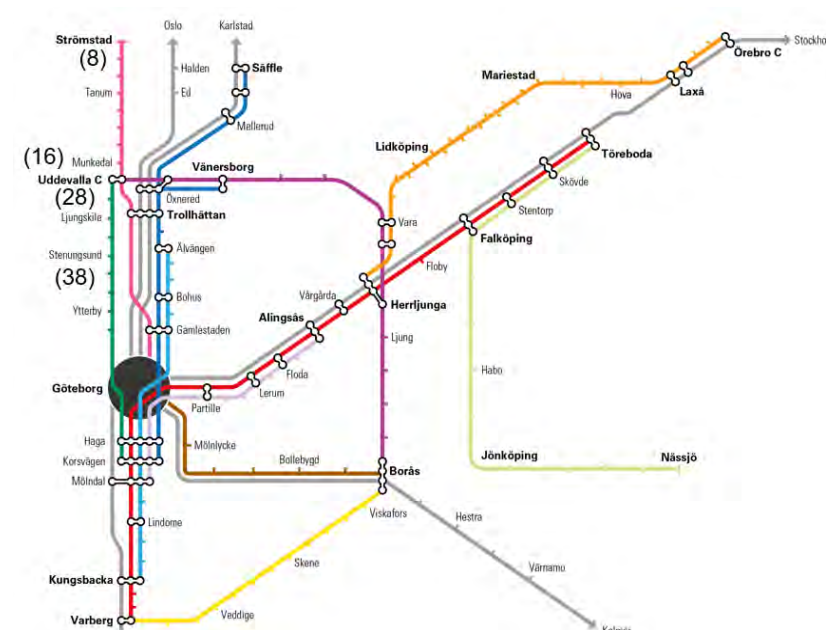 Oslo
Karlstad
Strömstad
(8)
Halden
Säffle
Örebro C
Stockho
Tanum
Ed
Mariestad
Hova
Laxå
Mellerud
Lidköping
Töreboda
(16)
Munkedal
Vänersborg
Uddevalla C
Skövde
(28)
Öxnered
Stentorp
Ljungskile
Trollhättan
Vara
Falköping
Stenungsund
Älvängen
Floby
(38)
Bohus
Vårgårda
Herrljunga
Ytterby
Alingsås
Gamlestaden
Ljung
Floda
Habo
Göteborg
Lerum
Partille
Haga
Mölnlycke
Korsvägen
Bollebygd
Borås
Jönköping
Nässjö
Mölndal
Viskafors
Lindome
Hestra
Skene
Värnamo
Kungsbacka
Veddige
Varberg